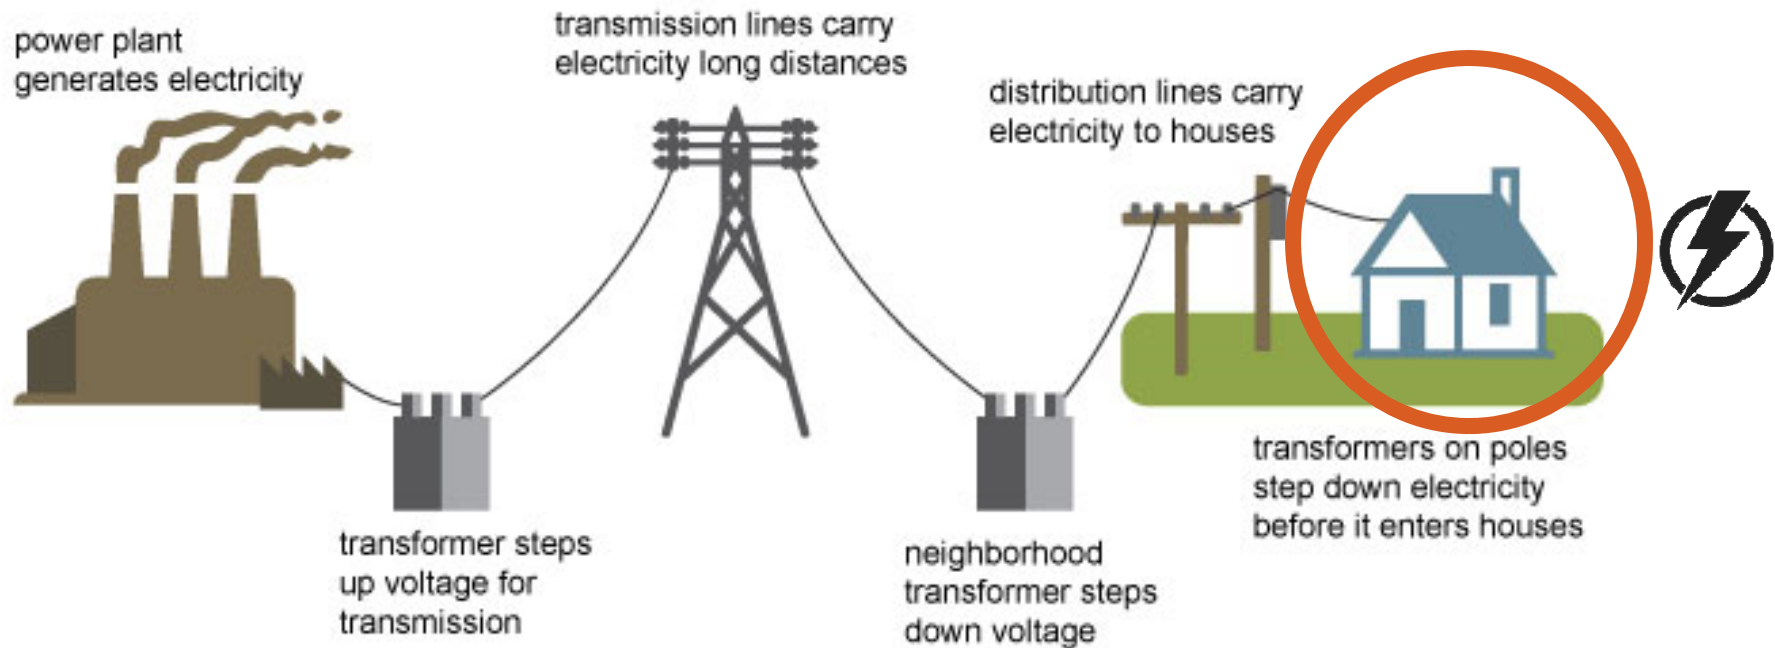 power plant
generates electricity
transmission lines carry
electricity long distances
distribution lines carry
electricity to houses
transformer steps
up voltage for
transmission
neighborhood
transformer steps
down voltage
transformers on poles
step down electricity
before it enters houses